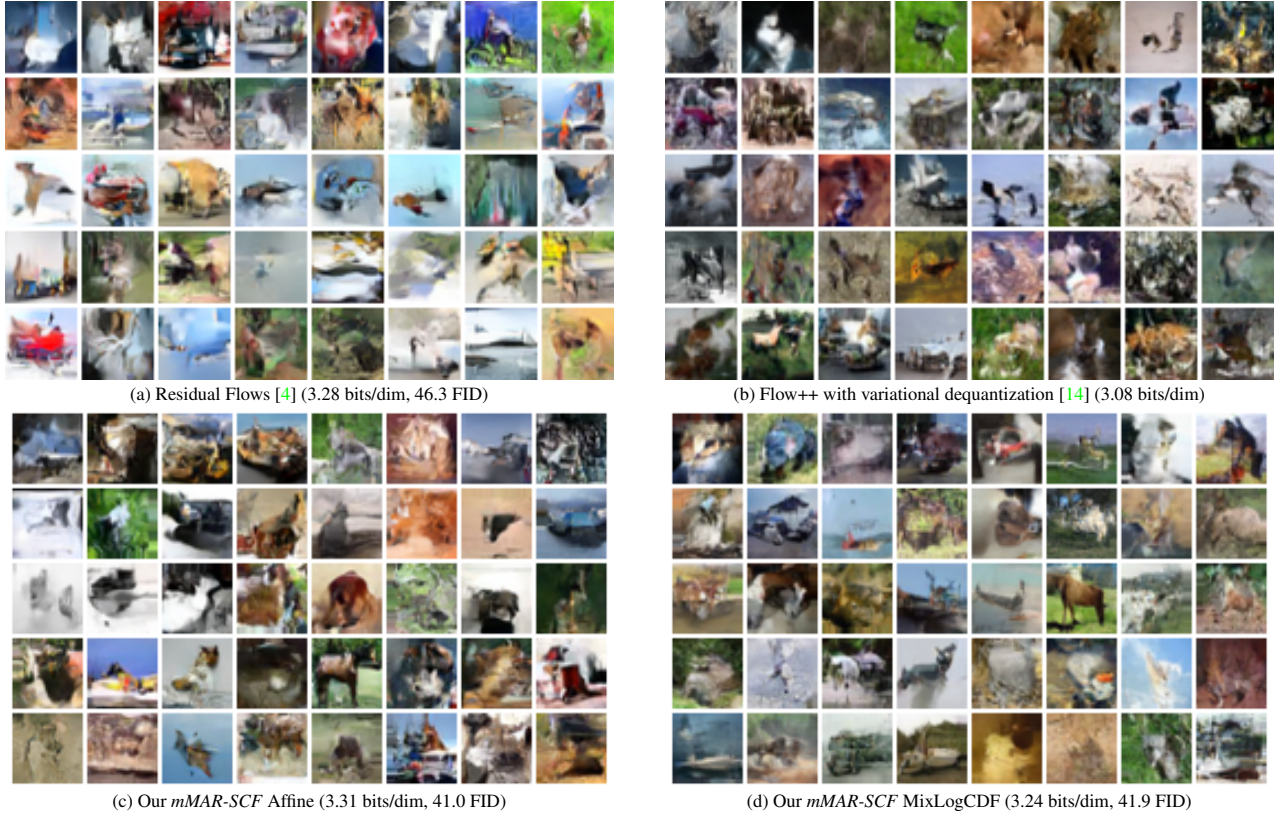 (a) Residual Flows [4] (3.28 bits/dim, 46.3 FID)
(b) Flow++ with variational dequantization [14] (3.08 bits/dim)
(c) Our mMAR-SCF Affine (3.31 bits/dim, 41.0 FID)
(d) Our mMAR-SCF MixLogCDF (3.24 bits/dim, 41.9 FID)